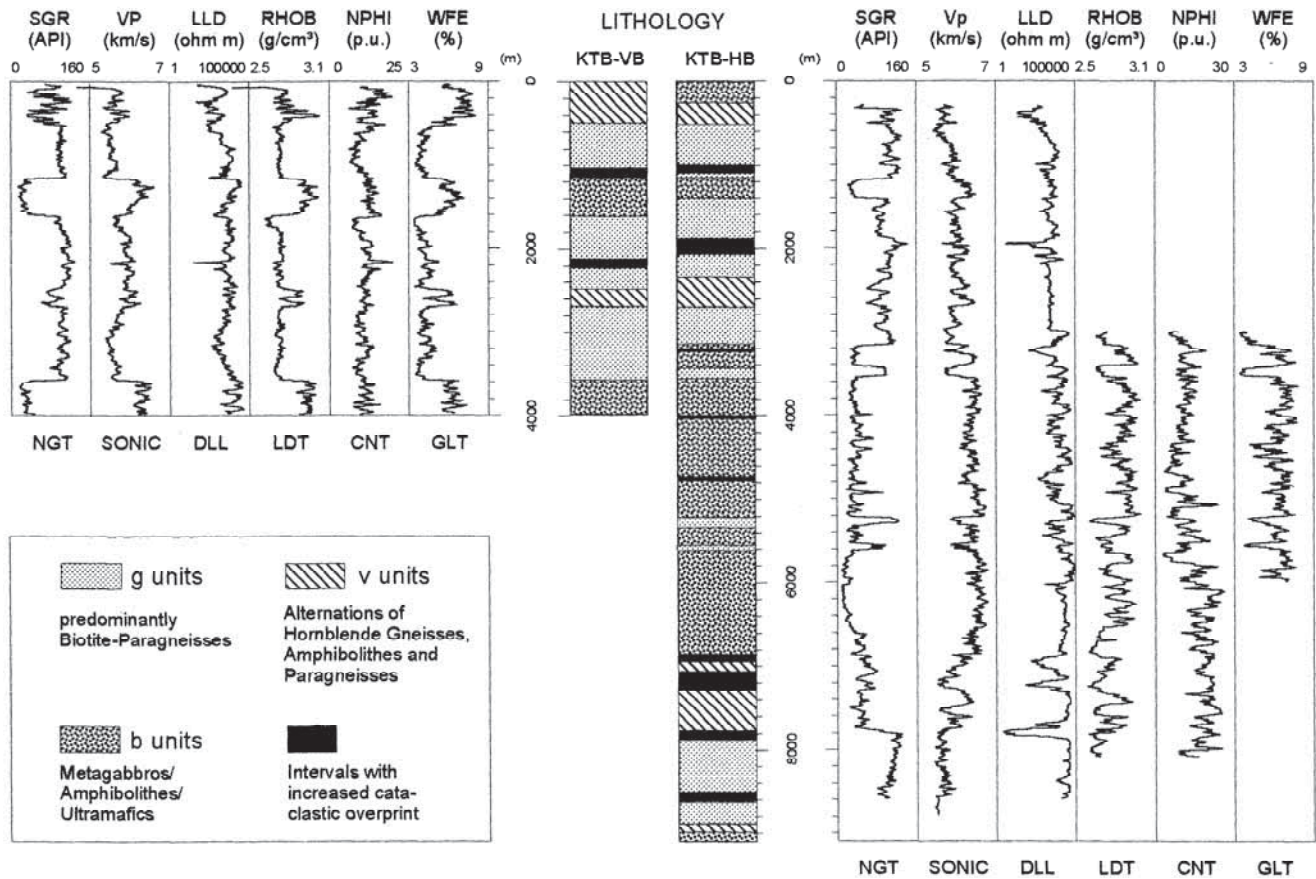 SGR VP LLD RHOB NPHI WFE
(API) (km/s) (ohm m) (g/cm³) (p.u.) (%)
0 160 5 7 1 100000 2.5 3.1 0 25 3 9
NGT SONIC DLL LDT CNT GLT
LITHOLOGY
(m) KTB-VB KTB-HB (m)
0 0
2000 2000
4000 4000
6000
8000
SGR Vp LLD RHOB NPHI WFE
(API) (km/s) (ohm m) (g/cm³) (p.u.) (%)
0 160 5 7 1 100000 2.5 3.1 0 30 3 9
0
2000
4000
6000
8000
NGT SONIC DLL LDT CNT GLT
g units
predominantly
Biotite-Paragneisses
v units
Alternations of
Hornblende Gneisses,
Amphibolithes and
Paragneisses
b units
Metagabbros/
Amphibolithes/
Ultramafics
Intervals with
increased cata-
clastic overprint